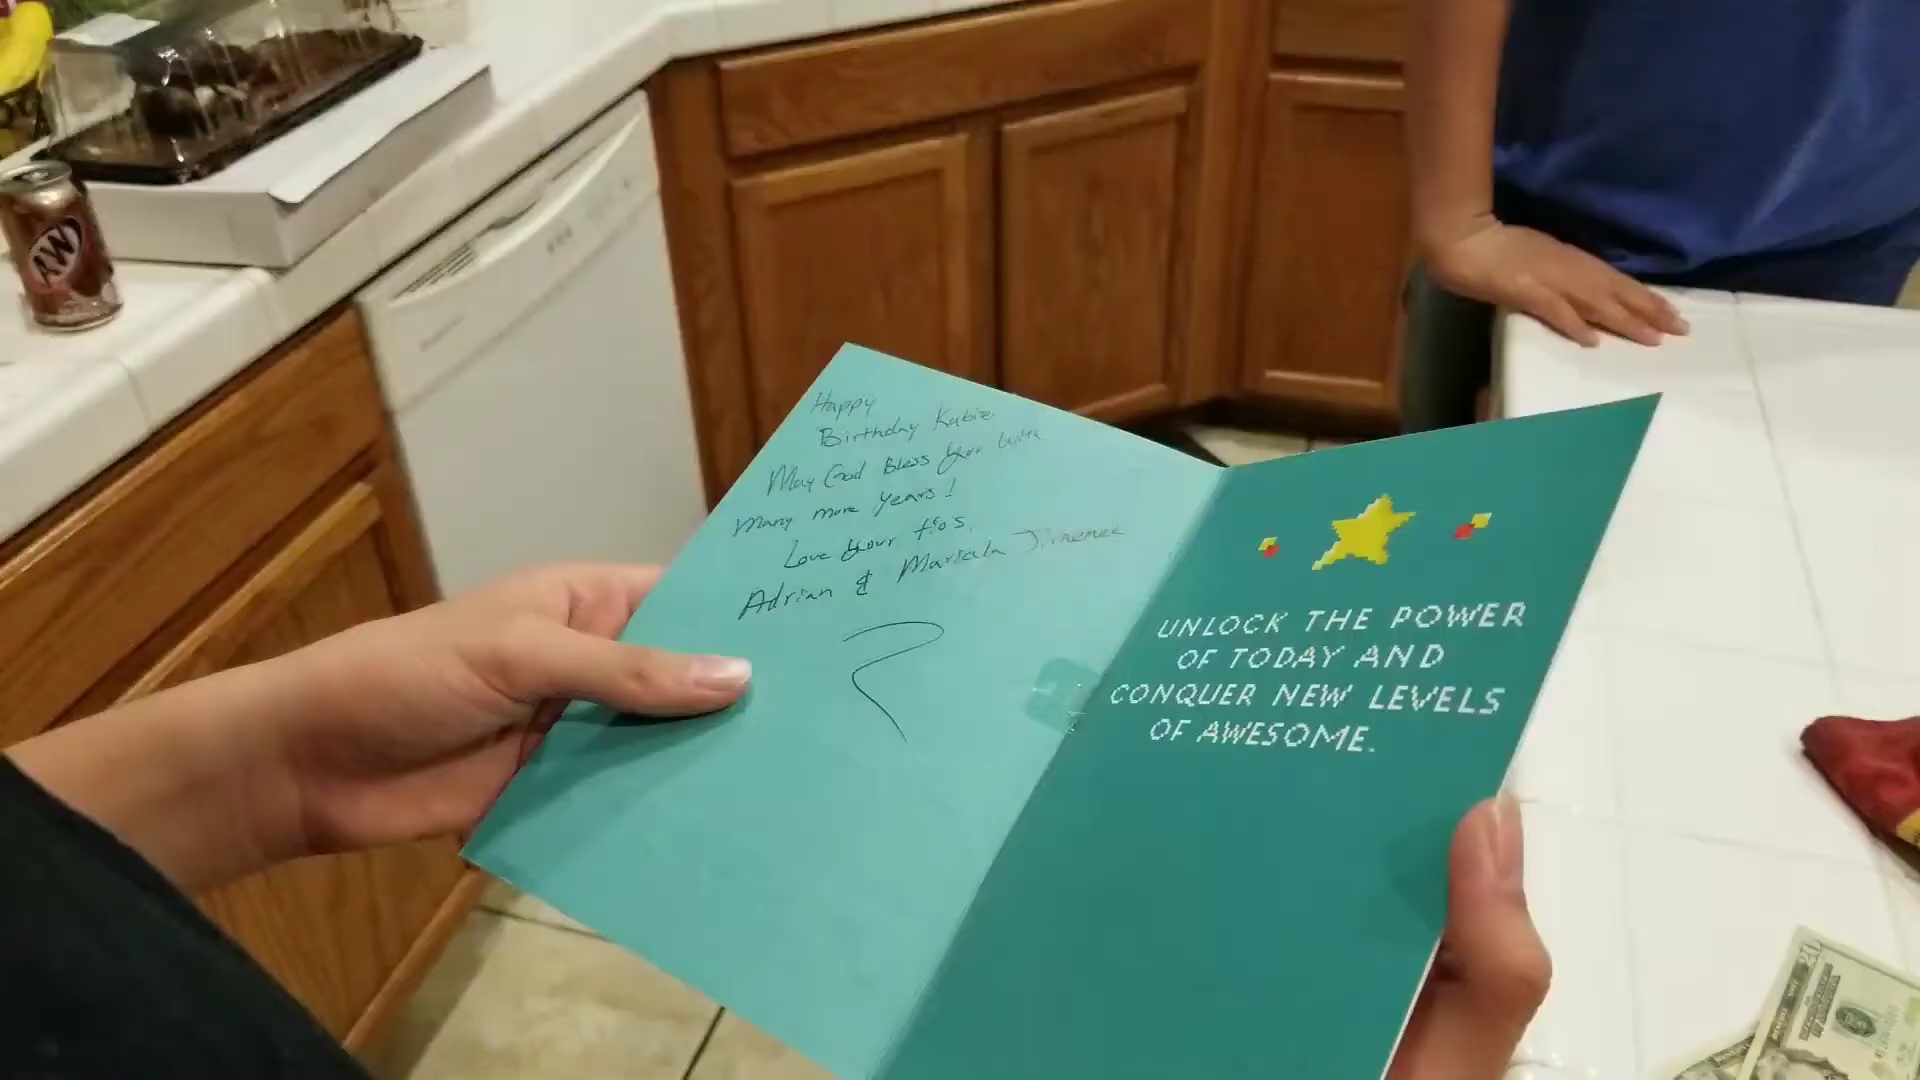 Happy
Birthday Kabie
May God Bless you with
many more years!
Love your tios,
Adrian & Marisela Jimenez
UNLOCK THE POWER
OF TODAY AND
CONQUER NEW LEVELS
OF AWESOME.
A&W
20